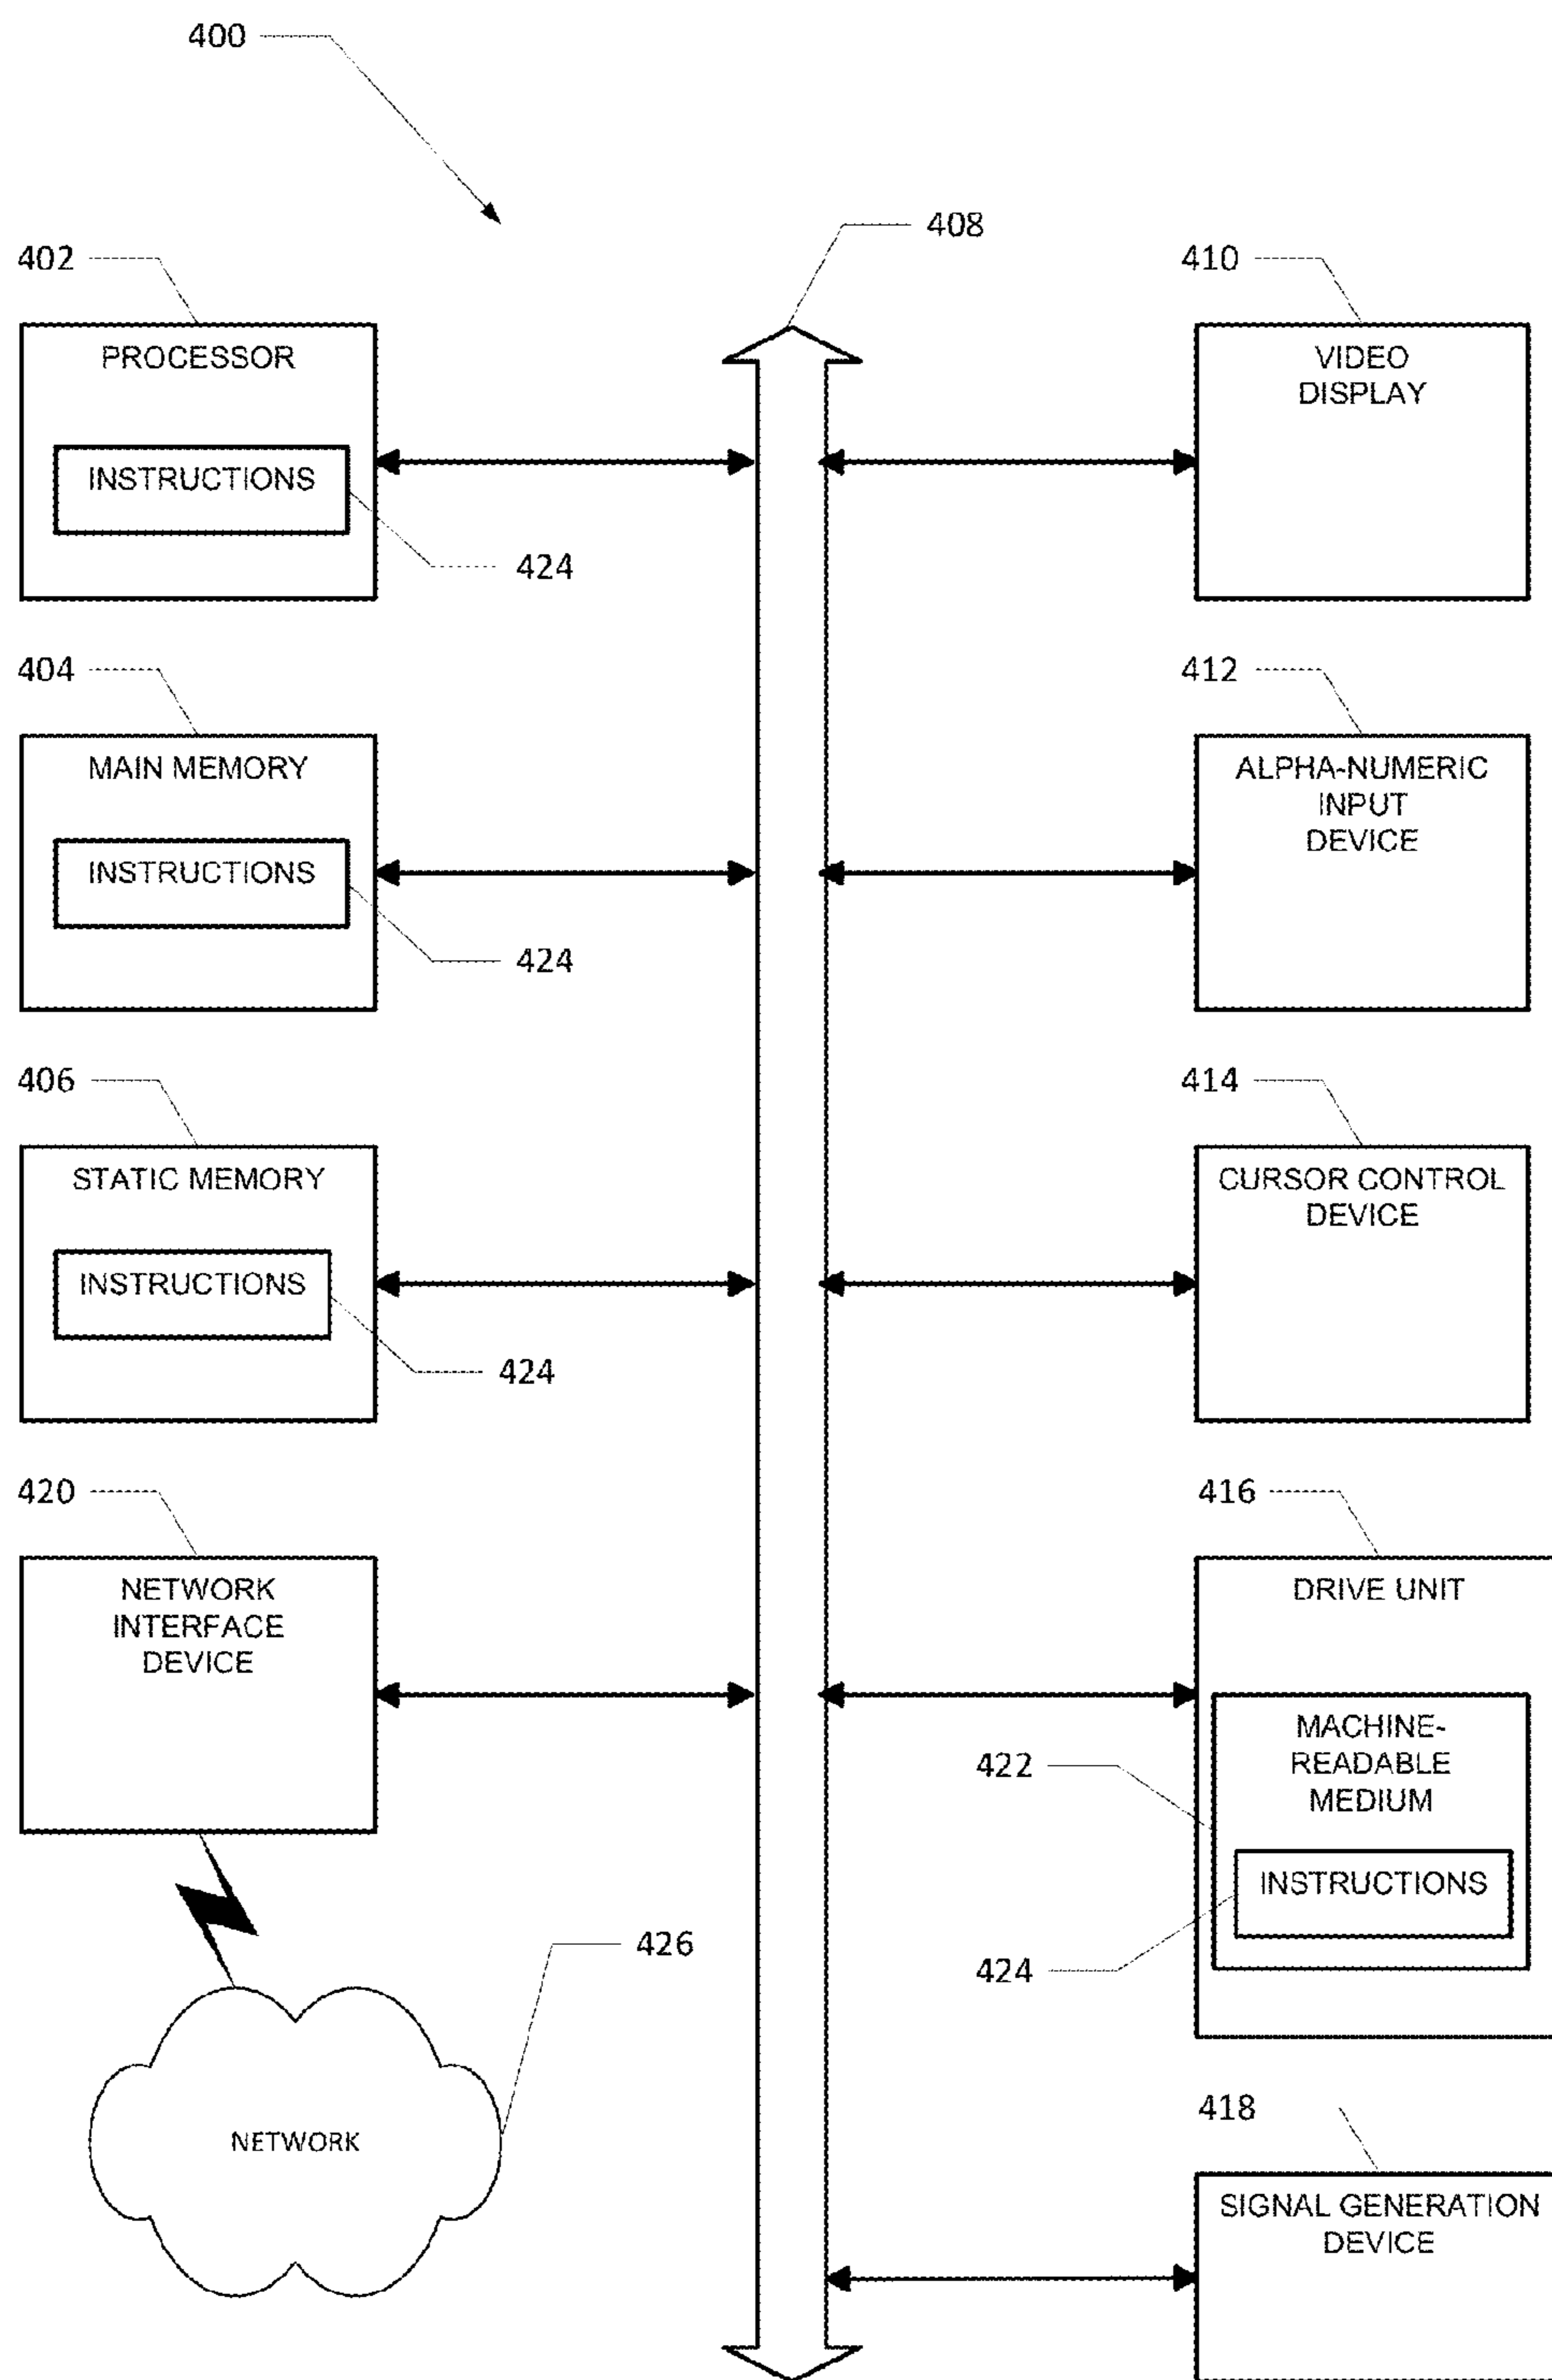 400
408
402
PROCESSOR
INSTRUCTIONS
424
410
VIDEO
DISPLAY
404
MAIN MEMORY
INSTRUCTIONS
424
412
ALPHA-NUMERIC
INPUT
DEVICE
406
STATIC MEMORY
INSTRUCTIONS
424
414
CURSOR CONTROL
DEVICE
420
NETWORK
INTERFACE
DEVICE
416
DRIVE UNIT
MACHINE-
READABLE
MEDIUM
422
INSTRUCTIONS
424
426
NETWORK
418
SIGNAL GENERATION
DEVICE